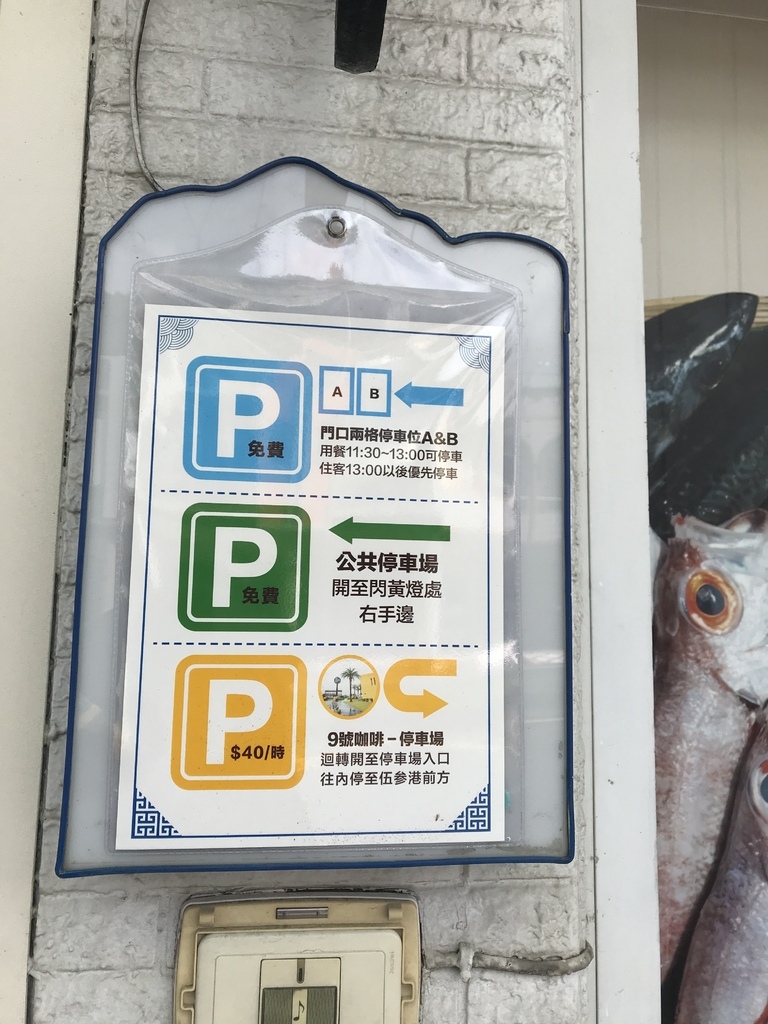 P
免費
A B
門口兩格停車位A&B
用餐11:30~13:00可停車
住客13:00以後優先停車
P
免費
公共停車場
開至閃黃燈處
右手邊
P
$40/時
9號咖啡-停車場
迴轉開至停車場入口
往內停至伍参港前方